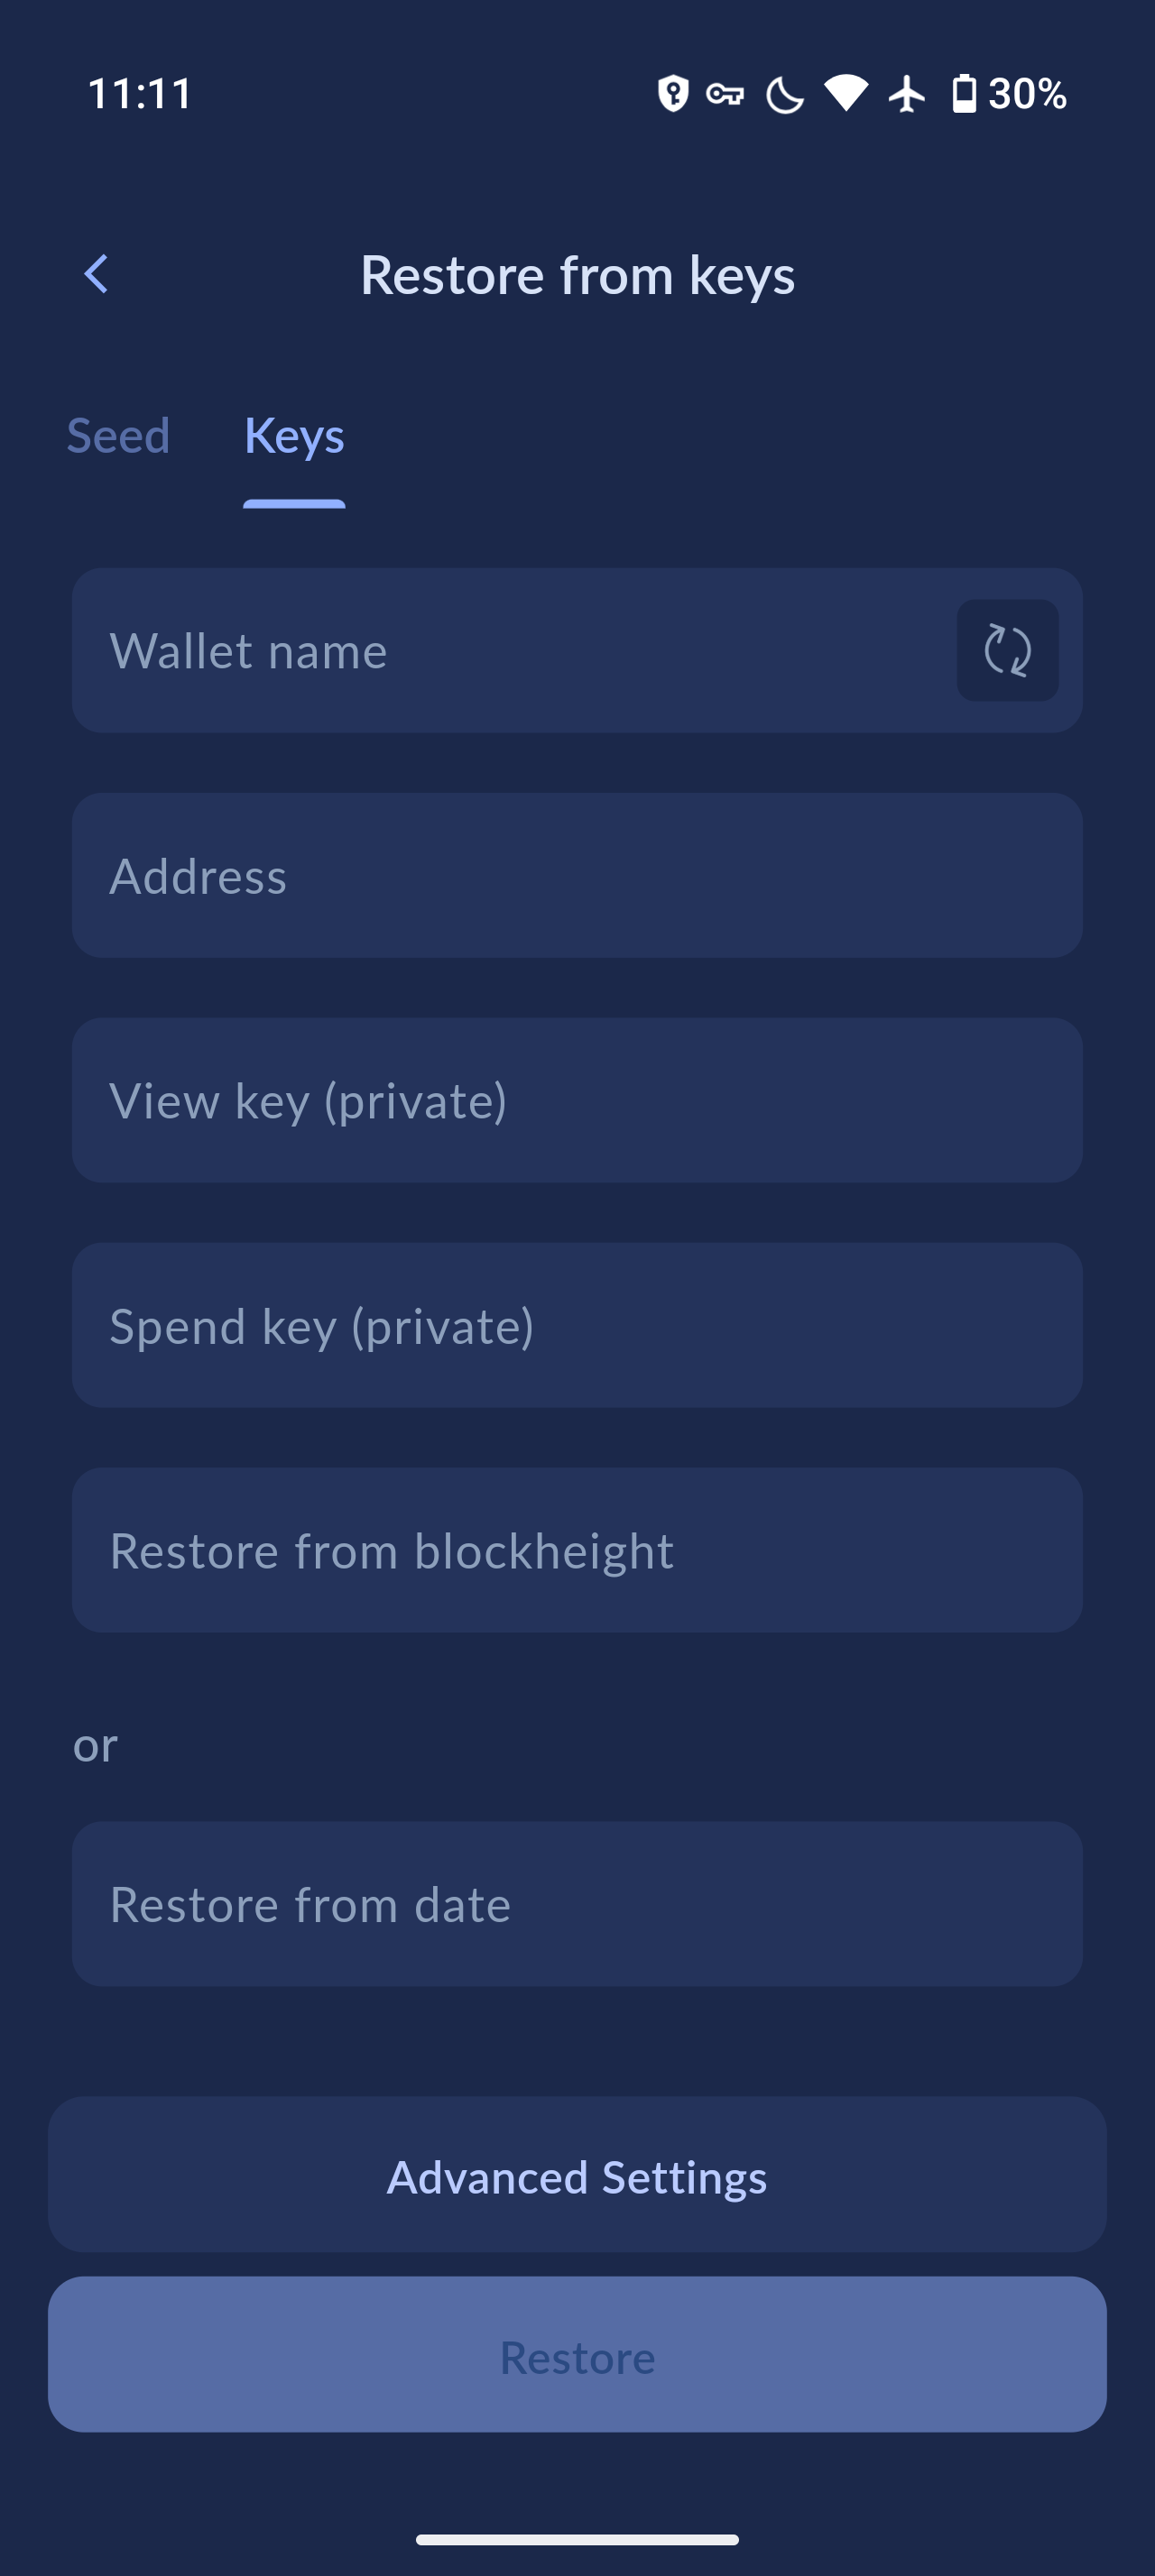 11:11
30%
Restore from keys
Seed
Keys
Wallet name
Address
View key (private)
Spend key (private)
Restore from blockheight
or
Restore from date
Advanced Settings
Restore